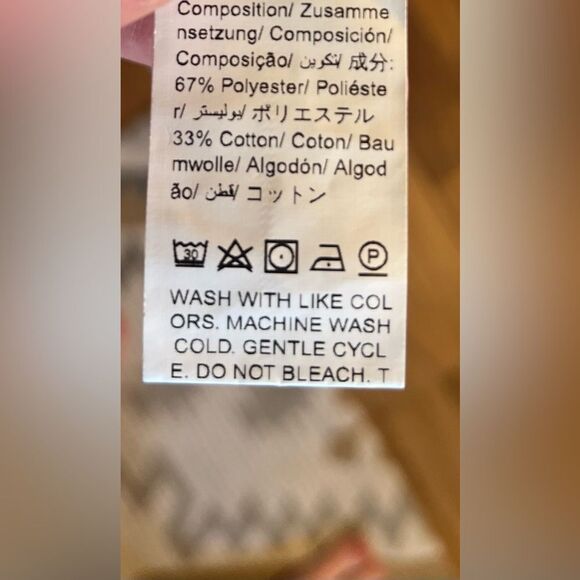 Composition/ Zusamme
nsetzung/ Composición/
Composição/ تكوين/ 成分:
67% Polyester/ Poliéste
r/ بوليستر/ ポリエステル
33% Cotton/ Coton/ Bau
mwolle/ Algodón/ Algod
ão/ قطن/ コットン
30 P
WASH WITH LIKE COL
ORS. MACHINE WASH
COLD. GENTLE CYCL
E. DO NOT BLEACH. T